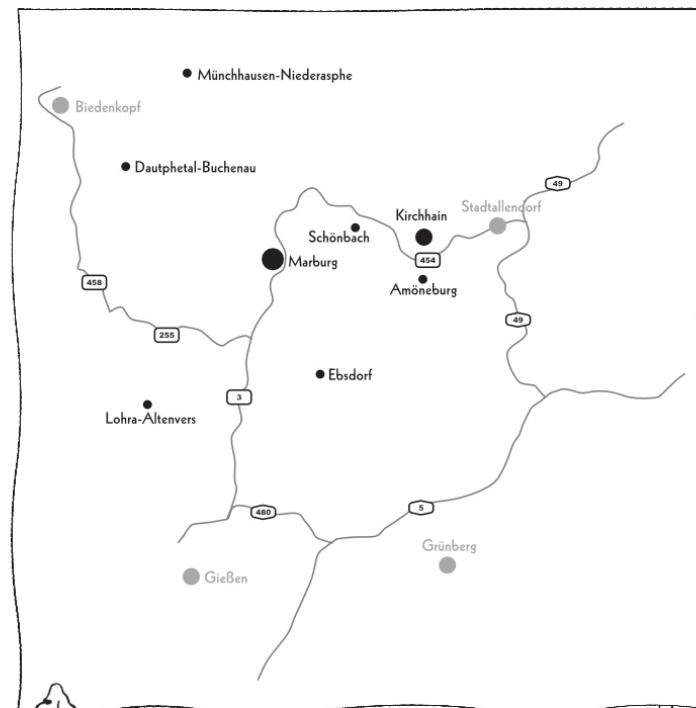 Münchhausen-Niederasphe
Biedenkopf
Dautphetal-Buchenau
49
Stadtallendorf
Kirchhain
Schönbach
Marburg
454
458
Amöneburg
49
255
Ebsdorf
3
Lohra-Altenvers
480
5
Grünberg
Gießen